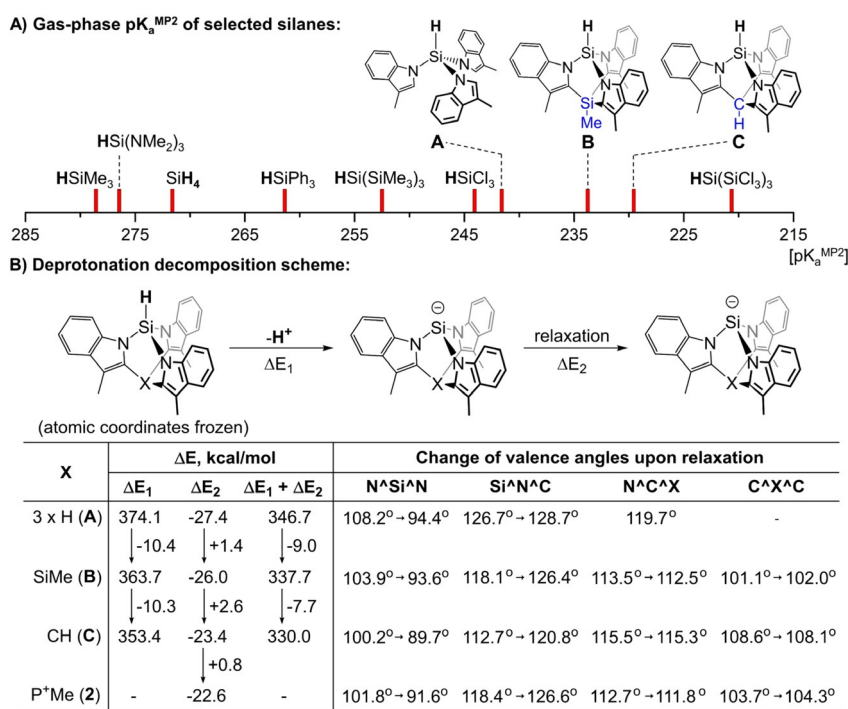 A) Gas-phase pKₐᴹᴾ² of selected silanes:
H
Si
N
N
N
A
H
Si
N
N
N
Si
Me
B
H
Si
N
N
N
C
H
C
HSi(NMe₂)₃
HSiMe₃
SiH₄
HSiPh₃
HSi(SiMe₃)₃
HSiCl₃
HSi(SiCl₃)₃
285 275 265 255 245 235 225 215
[pKₐᴹᴾ²]
B) Deprotonation decomposition scheme:
H
Si
N
N
N
X
(atomic coordinates frozen)
-H⁺
ΔE₁
⊖
Si
N
N
N
X
relaxation
ΔE₂
⊖
Si
N
N
N
X
X ΔE, kcal/mol Change of valence angles upon relaxation
ΔE₁ ΔE₂ ΔE₁ + ΔE₂ N^Si^N Si^N^C N^C^X C^X^C
3 x H (A) 374.1 -27.4 346.7 108.2°→94.4° 126.7°→128.7° 119.7° -
-10.4 +1.4 -9.0
SiMe (B) 363.7 -26.0 337.7 103.9°→93.6° 118.1°→126.4° 113.5°→112.5° 101.1°→102.0°
-10.3 +2.6 -7.7
CH (C) 353.4 -23.4 330.0 100.2°→89.7° 112.7°→120.8° 115.5°→115.3° 108.6°→108.1°
+0.8
P⁺Me (2) - -22.6 - 101.8°→91.6° 118.4°→126.6° 112.7°→111.8° 103.7°→104.3°